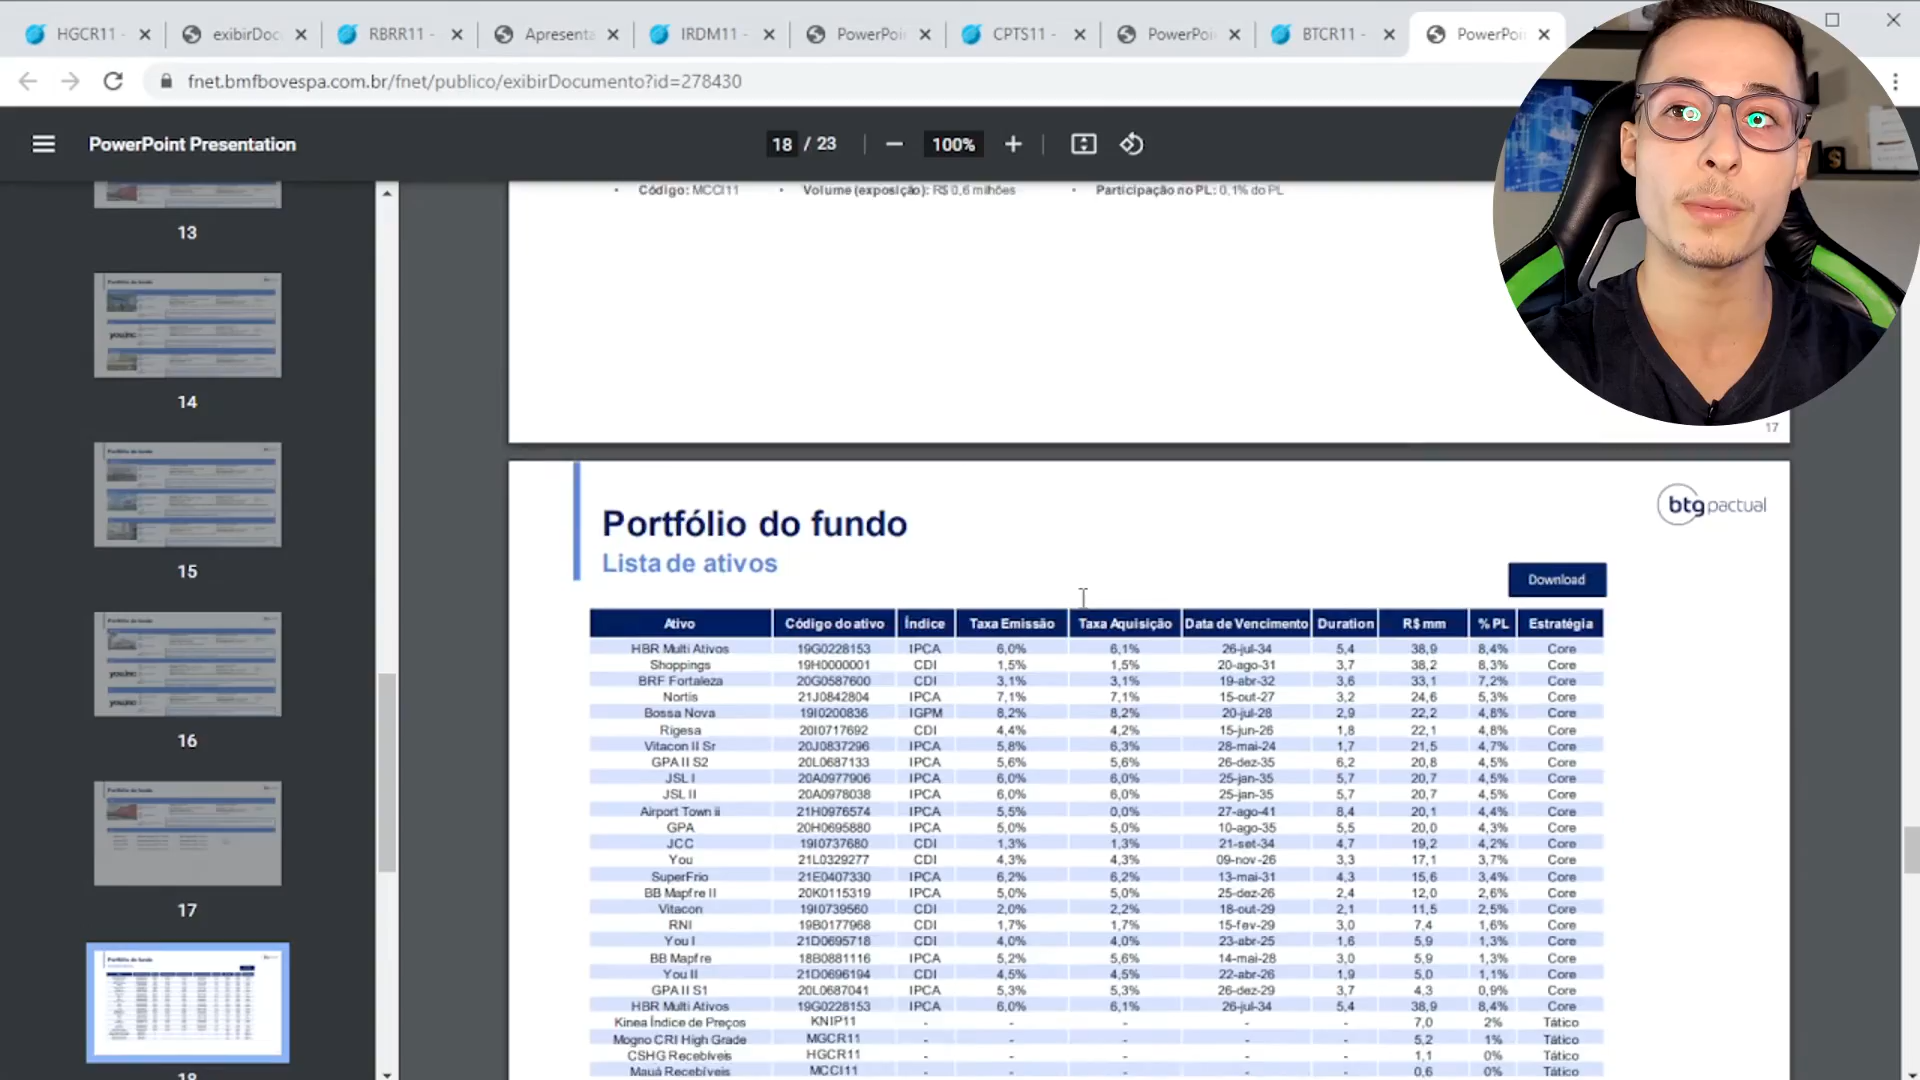 HGCR11 -
exibirDoc
RBRR11 -
Apresenta
IRDM11 -
PowerPoi
CPTS11 -
PowerPoi
BTCR11 -
PowerPoi
fnet.bmfbovespa.com.br/fnet/publico/exibirDocumento?id=278430
PowerPoint Presentation
18 / 23
100%
• Código: MCCI11 • Volume (exposição): R$ 0,6 milhões • Participação no PL: 0,1% do PL
17
13
14
15
16
17
18
Portfólio do fundo
Lista de ativos
btg pactual
Download
Ativo Código do ativo Índice Taxa Emissão Taxa Aquisição Data de Vencimento Duration R$ mm % PL Estratégia
HBR Multi Ativos 19G0228153 IPCA 6,0% 6,1% 26-jul-34 5,4 38,9 8,4% Core
Shoppings 19H0000001 CDI 1,5% 1,5% 20-ago-31 3,7 38,2 8,3% Core
BRF Fortaleza 20G0587600 CDI 3,1% 3,1% 19-abr-32 3,6 33,1 7,2% Core
Nortis 21J0842804 IPCA 7,1% 7,1% 15-out-27 3,2 24,6 5,3% Core
Bossa Nova 19I0200836 IGPM 8,2% 8,2% 20-jul-28 2,9 22,2 4,8% Core
Rigesa 20I0717692 CDI 4,4% 4,2% 15-jun-26 1,8 22,1 4,8% Core
Vitacon II Sr 20J0837296 IPCA 5,8% 6,3% 28-mai-24 1,7 21,5 4,7% Core
GPA II S2 20L0687133 IPCA 5,6% 5,6% 26-dez-35 6,2 20,8 4,5% Core
JSL I 20A0977906 IPCA 6,0% 6,0% 25-jan-35 5,7 20,7 4,5% Core
JSL II 20A0978038 IPCA 6,0% 6,0% 25-jan-35 5,7 20,7 4,5% Core
Airport Town ii 21H0976574 IPCA 5,5% 0,0% 27-ago-41 8,4 20,1 4,4% Core
GPA 20H0695880 IPCA 5,0% 5,0% 10-ago-35 5,5 20,0 4,3% Core
JCC 19I0737680 CDI 1,3% 1,3% 21-set-34 4,7 19,2 4,2% Core
You 21L0329277 CDI 4,3% 4,3% 09-nov-26 3,3 17,1 3,7% Core
SuperFrio 21E0407330 IPCA 6,2% 6,2% 13-mai-31 4,3 15,6 3,4% Core
BB Mapfre II 20K0115319 IPCA 5,0% 5,0% 25-dez-26 2,4 12,0 2,6% Core
Vitacon 19I0739560 CDI 2,0% 2,2% 18-out-29 2,1 11,5 2,5% Core
RNI 19B0177968 CDI 1,7% 1,7% 15-fev-29 3,0 7,4 1,6% Core
You I 21D0695718 CDI 4,0% 4,0% 23-abr-25 1,6 5,9 1,3% Core
BB Mapfre 18B0881116 IPCA 5,2% 5,6% 14-mai-28 3,0 5,9 1,3% Core
You II 21D0696194 CDI 4,5% 4,5% 22-abr-26 1,9 5,0 1,1% Core
GPA II S1 20L0687041 IPCA 5,3% 5,3% 26-dez-29 3,7 4,3 0,9% Core
HBR Multi Ativos 19G0228153 IPCA 6,0% 6,1% 26-jul-34 5,4 38,9 8,4% Core
Kinea Índice de Preços KNIP11 - - - - - 7,0 2% Tático
Mogno CRI High Grade MGCR11 - - - - - 5,2 1% Tático
CSHG Recebíveis HGCR11 - - - - - 1,1 0% Tático
Mauá Recebíveis MCCI11 - - - - - 0,6 0% Tático